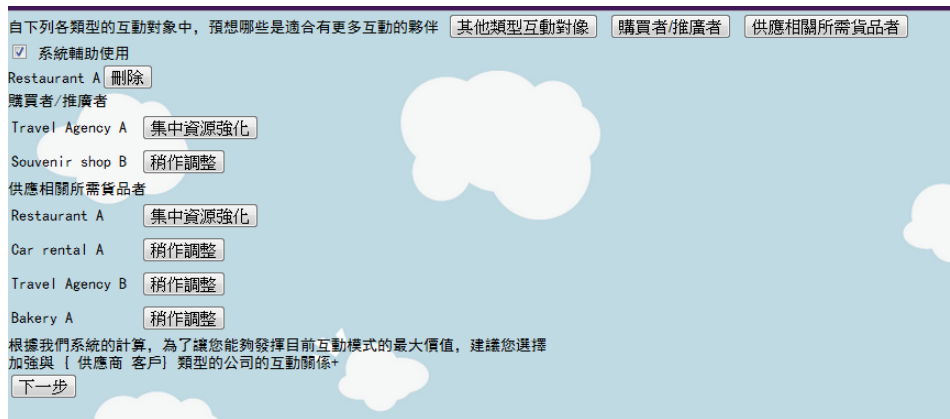 自下列各類型的互動對象中, 預想哪些是適合有更多互動的夥伴 其他類型互動對像 購買者/推廣者 供應相關所需貨品者
系統輔助使用
Restaurant A 刪除
購買者/推廣者
Travel Agency A 集中資源強化
Souvenir shop B 稍作調整
供應相關所需貨品者
Restaurant A 集中資源強化
Car rental A 稍作調整
Travel Agency B 稍作調整
Bakery A 稍作調整
根據我們系統的計算, 為了讓您能夠發揮目前互動模式的最大價值, 建議您選擇
加強與 [ 供應商 客戶] 類型的公司的互動關係+
下一步